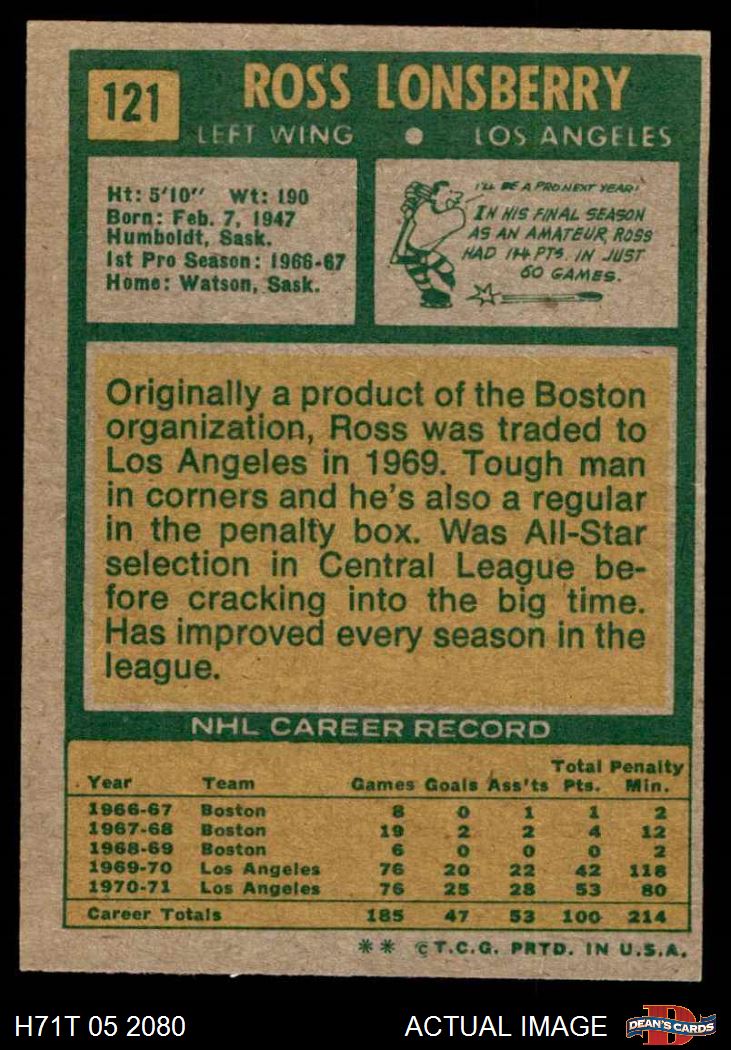 121
ROSS LONSBERRY
LEFT WING • LOS ANGELES
Ht: 5'10" Wt: 190
Born: Feb. 7, 1947
Humboldt, Sask.
1st Pro Season: 1966-67
Home: Watson, Sask.
I'LL BE A PRO NEXT YEAR!
IN HIS FINAL SEASON
AS AN AMATEUR, ROSS
HAD 144 PTS. IN JUST
60 GAMES.
Originally a product of the Boston
organization, Ross was traded to
Los Angeles in 1969. Tough man
in corners and he's also a regular
in the penalty box. Was All-Star
selection in Central League be-
fore cracking into the big time.
Has improved every season in the
league.
NHL CAREER RECORD
Total Penalty
Year Team Games Goals Ass'ts Pts. Min.
1966-67 Boston 8 0 1 1 2
1967-68 Boston 19 2 2 4 12
1968-69 Boston 6 0 0 0 2
1969-70 Los Angeles 76 20 22 42 118
1970-71 Los Angeles 76 25 28 53 80
Career Totals 185 47 53 100 214
** © T.C.G. PRTD. IN U.S.A.
H71T 05 2080 ACTUAL IMAGE DEAN'S CARDS